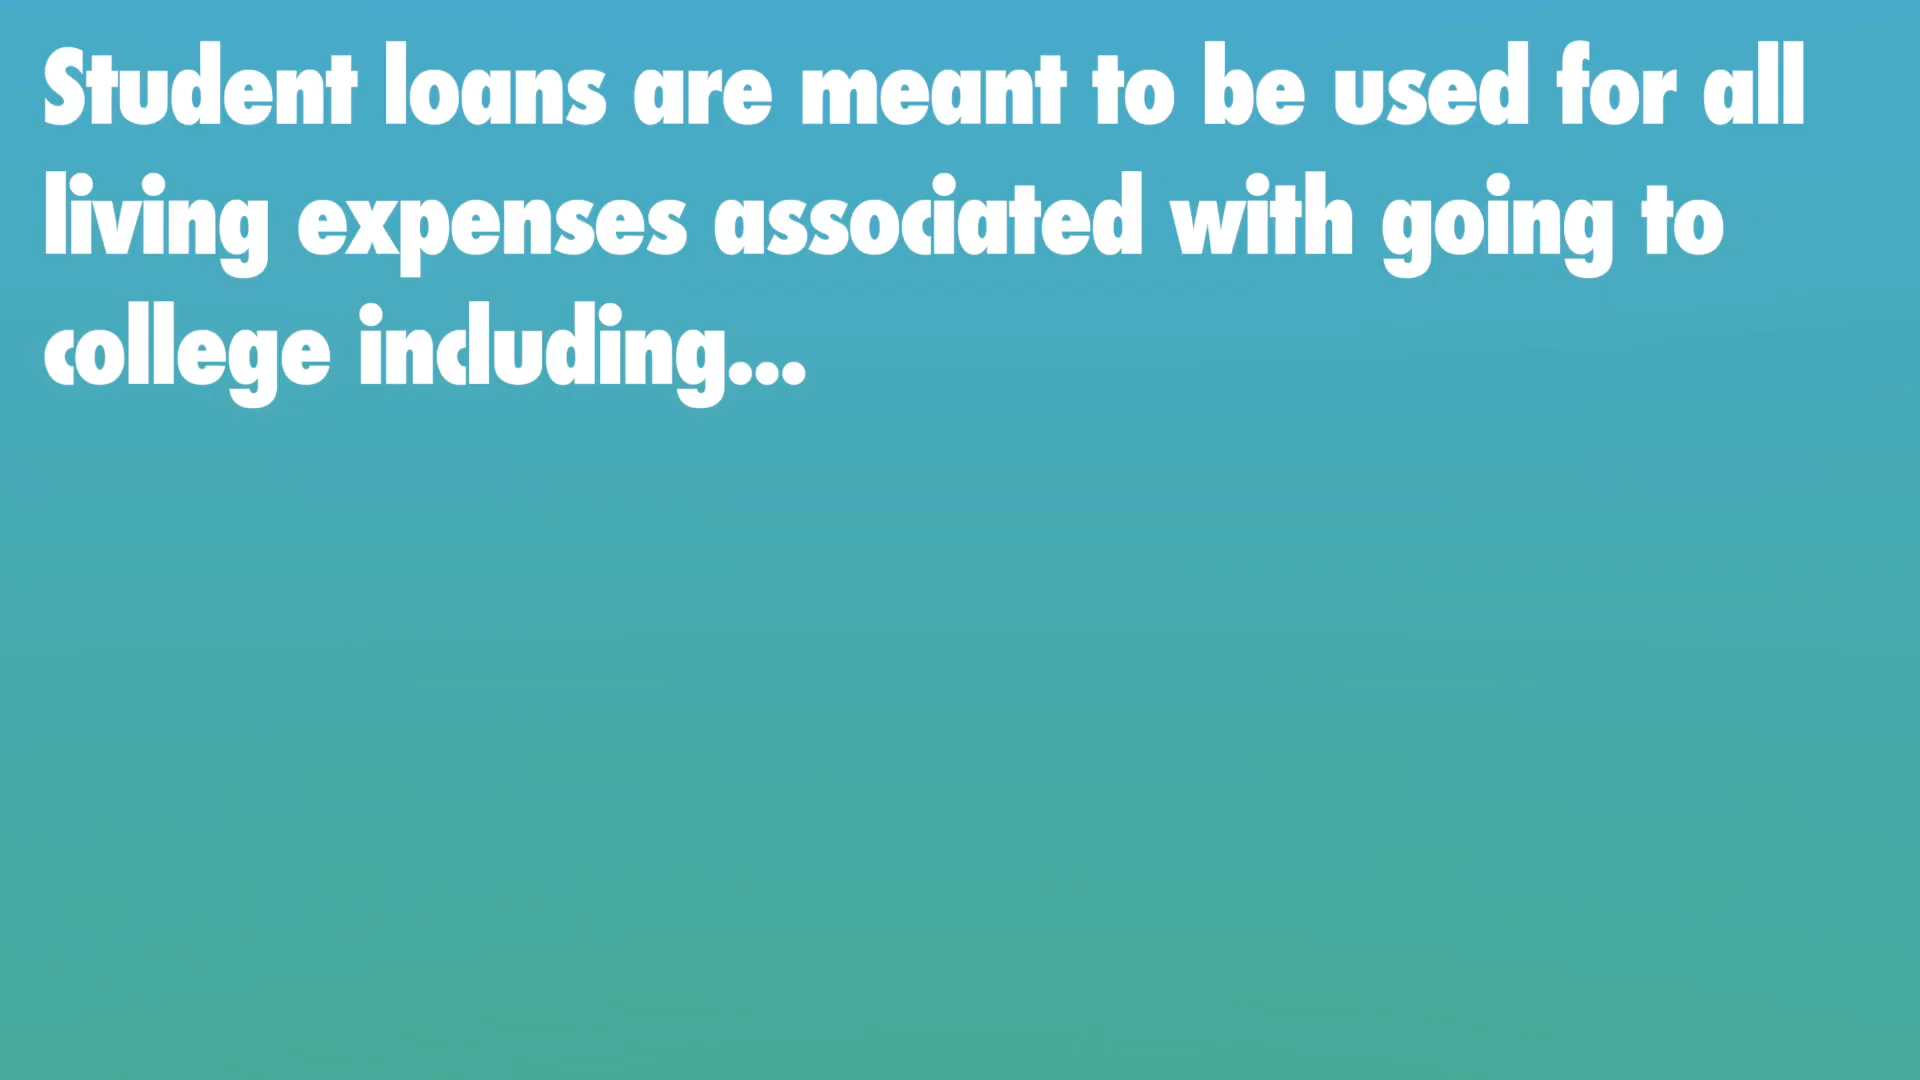 Student loans are meant to be used for all
living expenses associated with going to
college including...